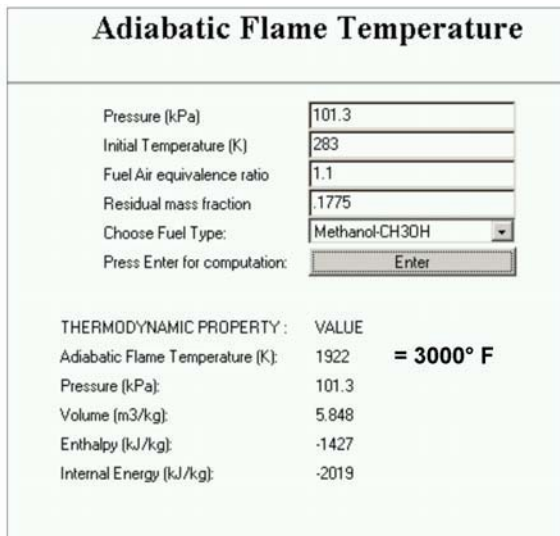 Adiabatic Flame Temperature
Pressure (kPa) 101.3
Initial Temperature (K) 283
Fuel Air equivalence ratio 1.1
Residual mass fraction .1775
Choose Fuel Type: Methanol-CH3OH
Press Enter for computation: Enter
THERMODYNAMIC PROPERTY : VALUE
Adiabatic Flame Temperature (K): 1922 = 3000° F
Pressure (kPa): 101.3
Volume (m3/kg): 5.848
Enthalpy (kJ/kg): -1427
Internal Energy (kJ/kg): -2019